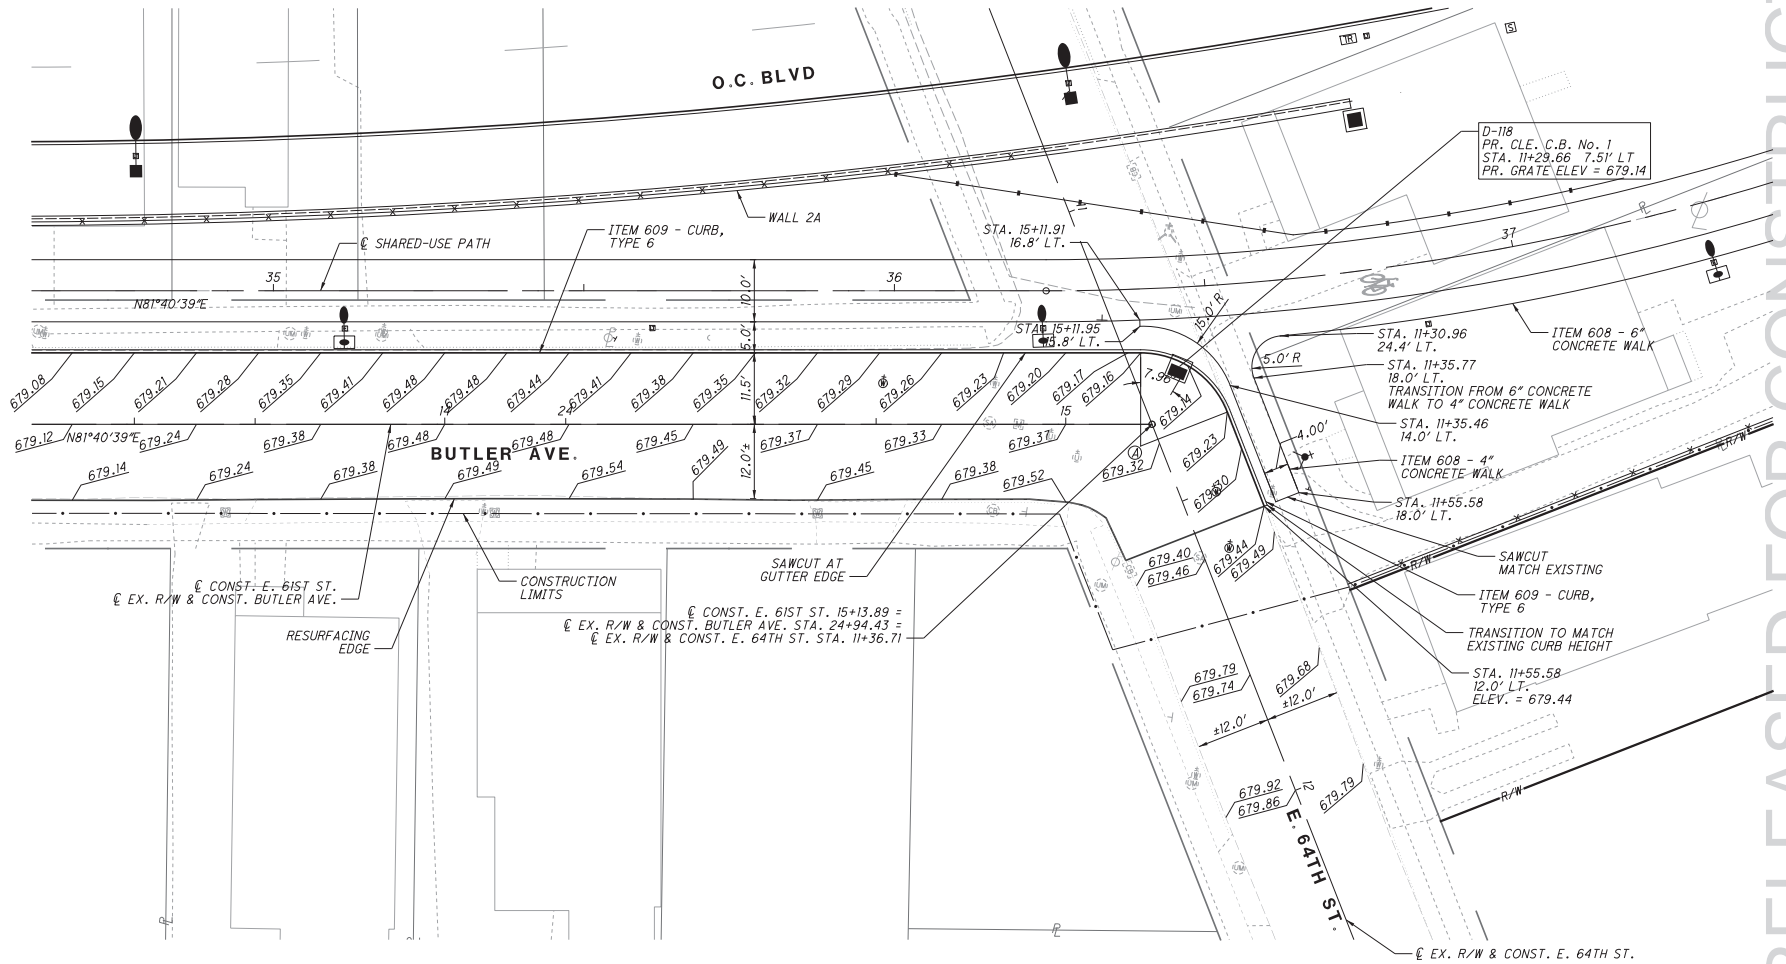 O.C. BLVD
TR
S
D-118
PR. CLE. C.B. No. 1
STA. 11+29.66 7.51' LT
PR. GRATE ELEV = 679.14
WALL 2A
ITEM 609 - CURB,
TYPE 6
℄ SHARED-USE PATH
STA. 15+11.91
16.8' LT.
35
36
37
N81°40'39"E
10.0'
5.0'
11.5'
12.0'±
STA. 15+11.95
15.8' LT.
15.0' R
5.0' R
7.96'
4.00'
STA. 11+30.96
24.4' LT.
STA. 11+35.77
18.0' LT.
TRANSITION FROM 6" CONCRETE
WALK TO 4" CONCRETE WALK
ITEM 608 - 6"
CONCRETE WALK
STA. 11+35.46
14.0' LT.
ITEM 608 - 4"
CONCRETE WALK
STA. 11+55.58
18.0' LT.
679.08
679.15
679.21
679.28
679.35
679.41
679.48
679.48
679.44
679.41
679.38
679.35
679.32
679.29
679.26
679.23
679.20
679.17
679.16
679.14
679.23
679.30
15
679.12
N81°40'39"E
679.24
679.38
679.48
679.48
679.45
679.49
679.37
679.33
679.37
679.32
A
BUTLER AVE.
679.14
679.24
679.38
679.49
679.54
679.45
679.38
679.52
11
SAWCUT AT
GUTTER EDGE
CONSTRUCTION
LIMITS
℄ CONST. E. 61ST ST.
℄ EX. R/W & CONST. BUTLER AVE.
RESURFACING
EDGE
℄ CONST. E. 61ST ST. 15+13.89 =
℄ EX. R/W & CONST. BUTLER AVE. STA. 24+94.43 =
℄ EX. R/W & CONST. E. 64TH ST. STA. 11+36.71
679.40
679.46
679.44
679.49
SAWCUT
MATCH EXISTING
ITEM 609 - CURB,
TYPE 6
TRANSITION TO MATCH
EXISTING CURB HEIGHT
STA. 11+55.58
12.0' LT.
ELEV. = 679.44
R/W
R/W
R/W
679.79
679.74
679.68
±12.0'
±12.0'
679.92
679.86
12
679.79
E. 64TH ST.
℄ EX. R/W & CONST. E. 64TH ST.